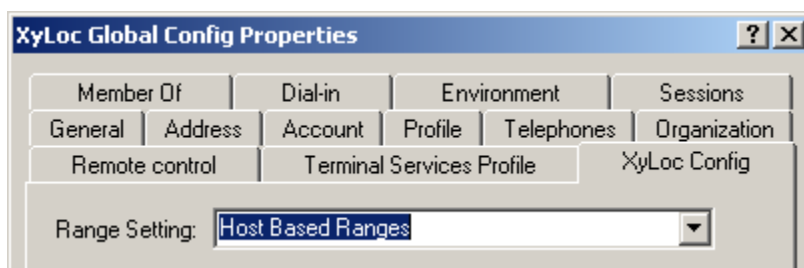 XyLoc Global Config Properties
Member Of Dial-in Environment Sessions
General Address Account Profile Telephones Organization
Remote control Terminal Services Profile XyLoc Config
Range Setting: Host Based Ranges